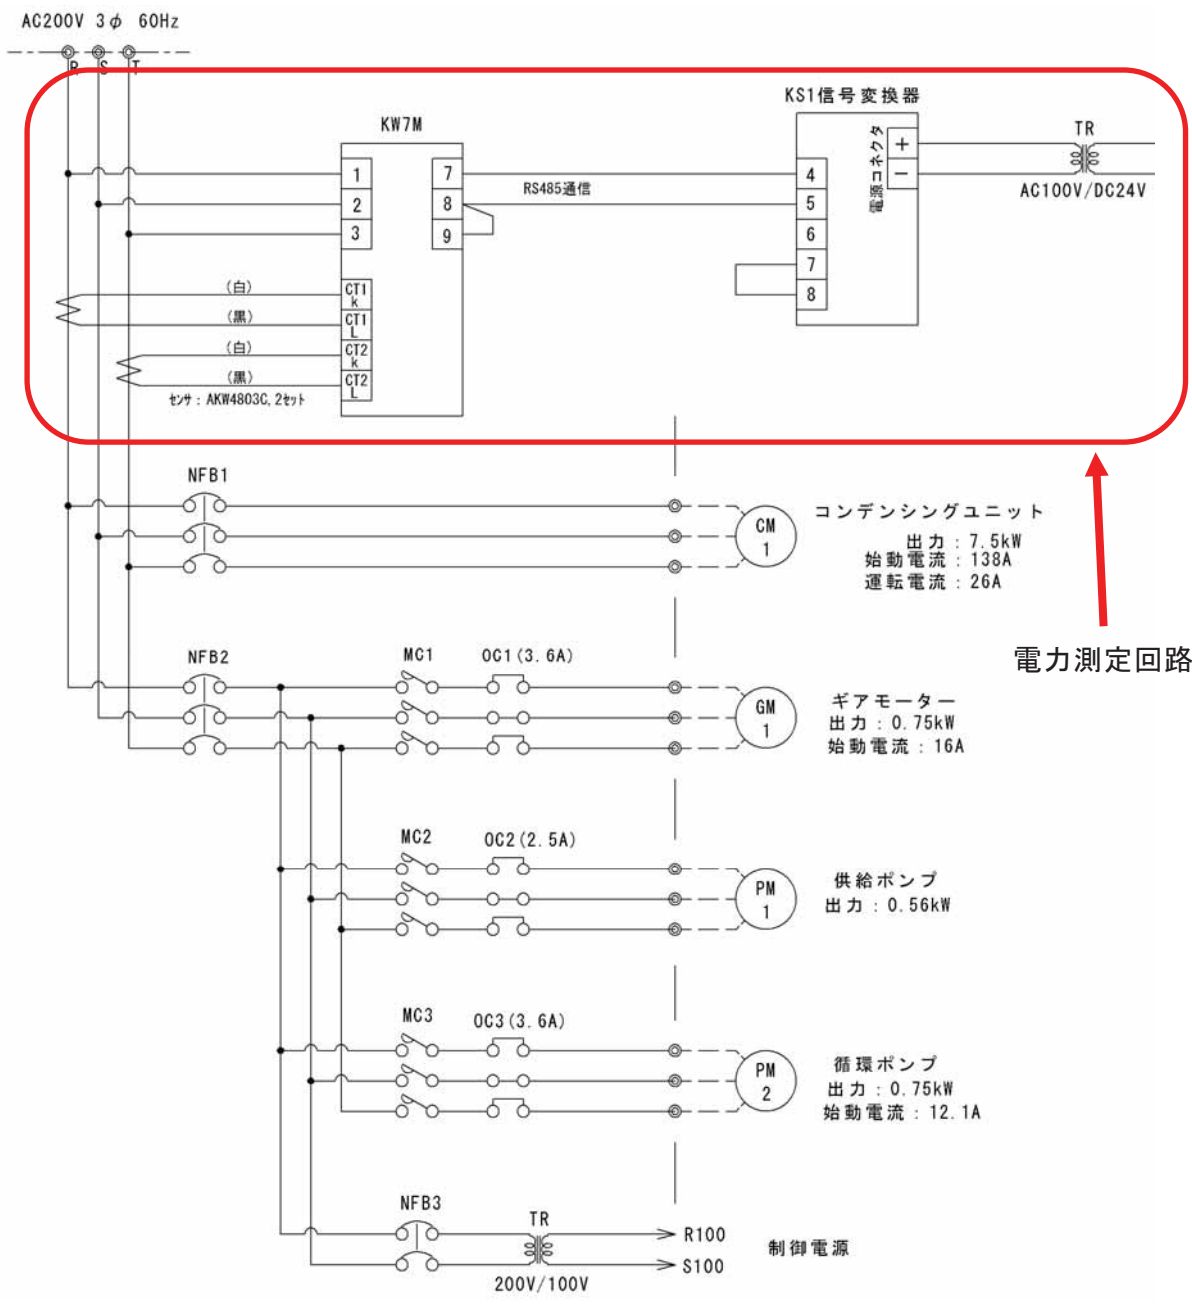 AC200V 3φ 60Hz
R S T
KS1信号変換器
KW7M
TR
電源コネクタ
+
−
AC100V/DC24V
1
2
3
7
8
9
RS485通信
4
5
6
7
8
(白)
CT1
k
(黒)
CT1
L
(白)
CT2
k
(黒)
CT2
L
センサ：AKW4803C,2セット
NFB1
CM
1
コンデンシングユニット
出力：7.5kW
始動電流：138A
運転電流：26A
電力測定回路
NFB2
MC1
OC1(3.6A)
GM
1
ギアモーター
出力：0.75kW
始動電流：16A
MC2
OC2(2.5A)
PM
1
供給ポンプ
出力：0.56kW
MC3
OC3(3.6A)
PM
2
循環ポンプ
出力：0.75kW
始動電流：12.1A
NFB3
TR
200V/100V
R100
S100
制御電源